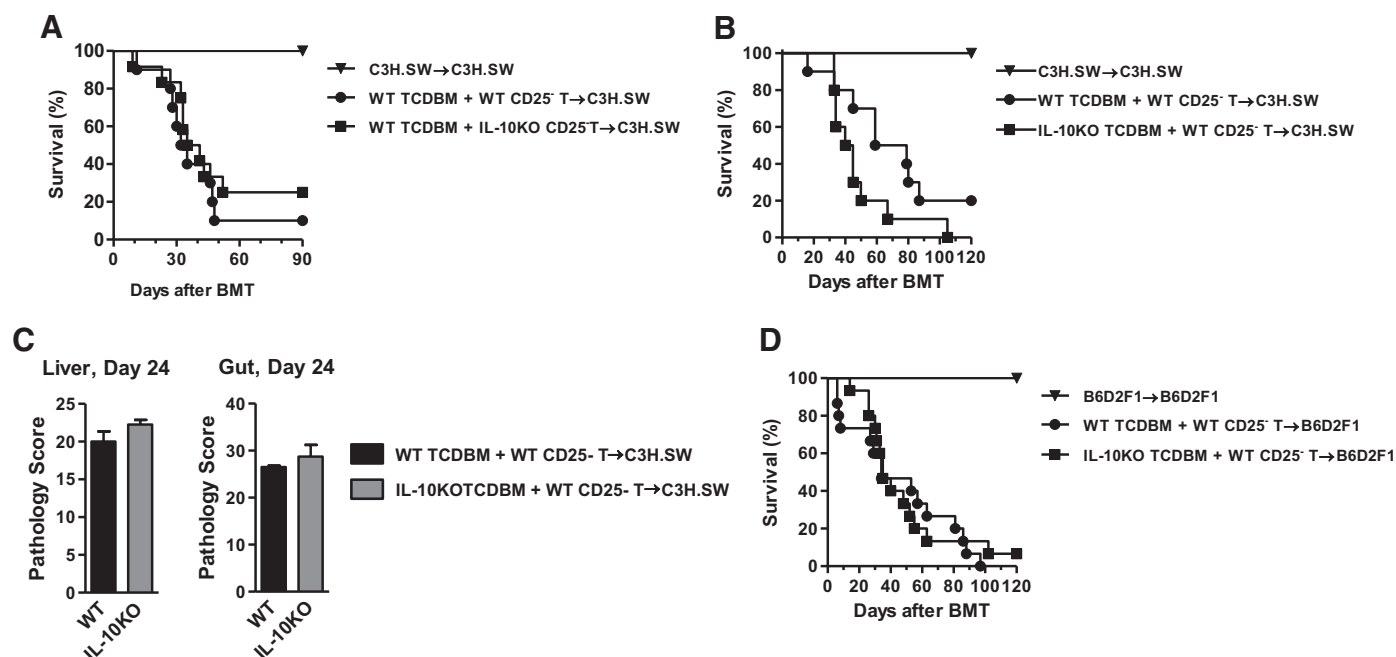 A
100
80
60
40
20
0
Survival (%)
0 30 60 90
Days after BMT
C3H.SW→C3H.SW
WT TCDBM + WT CD25⁻ T→C3H.SW
WT TCDBM + IL-10KO CD25⁻T→C3H.SW
B
100
80
60
40
20
0
Survival (%)
0 20 40 60 80 100 120
Days after BMT
C3H.SW→C3H.SW
WT TCDBM + WT CD25⁻ T→C3H.SW
IL-10KO TCDBM + WT CD25⁻ T→C3H.SW
C
Liver, Day 24
25
20
15
10
5
0
Pathology Score
WT
IL-10KO
Gut, Day 24
40
30
20
10
0
Pathology Score
WT
IL-10KO
WT TCDBM + WT CD25- T→C3H.SW
IL-10KOTCDBM + WT CD25- T→C3H.SW
D
100
80
60
40
20
0
Survival (%)
0 20 40 60 80 100 120
Days after BMT
B6D2F1→B6D2F1
WT TCDBM + WT CD25⁻ T→B6D2F1
IL-10KO TCDBM + WT CD25⁻ T→B6D2F1